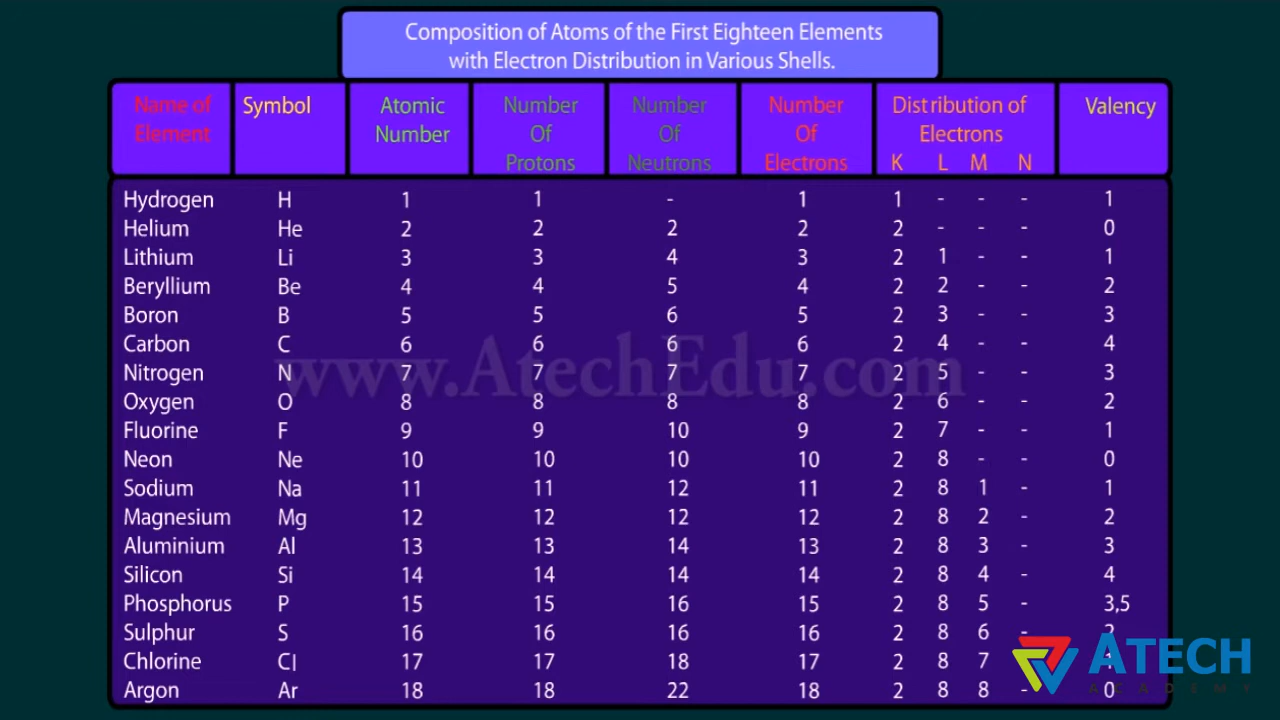 Composition of Atoms of the First Eighteen Elements
with Electron Distribution in Various Shells.
Name of Element Symbol Atomic Number Number Of Protons Number Of Neutrons Number Of Electrons Distribution of Electrons K L M N Valency
Hydrogen H 1 1 - 1 1 - - - 1
Helium He 2 2 2 2 2 - - - 0
Lithium Li 3 3 4 3 2 1 - - 1
Beryllium Be 4 4 5 4 2 2 - - 2
Boron B 5 5 6 5 2 3 - - 3
Carbon C 6 6 6 6 2 4 - - 4
Nitrogen N 7 7 7 7 2 5 - - 3
Oxygen O 8 8 8 8 2 6 - - 2
Fluorine F 9 9 10 9 2 7 - - 1
Neon Ne 10 10 10 10 2 8 - - 0
Sodium Na 11 11 12 11 2 8 1 - 1
Magnesium Mg 12 12 12 12 2 8 2 - 2
Aluminium Al 13 13 14 13 2 8 3 - 3
Silicon Si 14 14 14 14 2 8 4 - 4
Phosphorus P 15 15 16 15 2 8 5 - 3,5
Sulphur S 16 16 16 16 2 8 6 - 2
Chlorine Cl 17 17 18 17 2 8 7 1
Argon Ar 18 18 22 18 2 8 8 - 0
www.AtechEdu.com
ATECH
ACADEMY